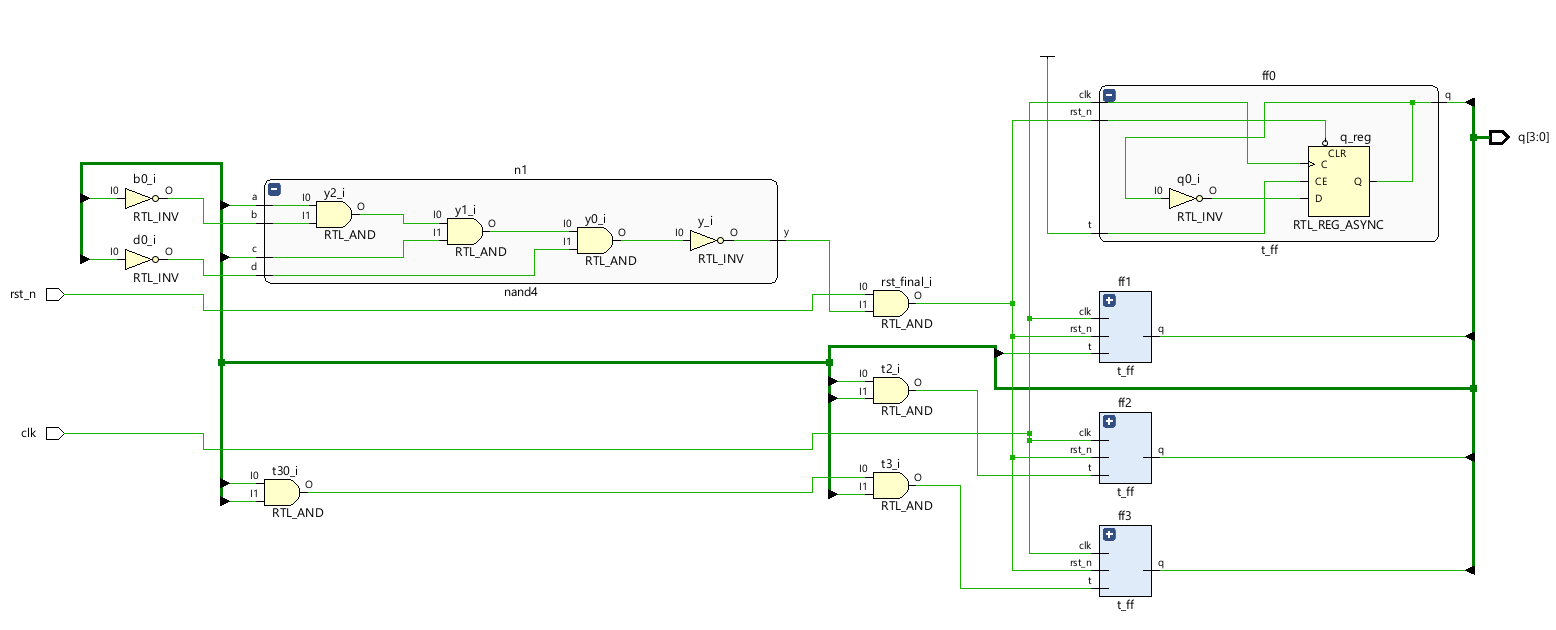 ff0
clk
rst_n
t
q
q_reg
CLR
C
CE
D
Q
q0_i
I0
O
RTL_INV
RTL_REG_ASYNC
t_ff
q[3:0]
n1
b0_i
I0
O
RTL_INV
d0_i
I0
O
RTL_INV
a
b
c
d
y2_i
I0
I1
O
RTL_AND
y1_i
I0
I1
O
RTL_AND
y0_i
I0
I1
O
RTL_AND
y_i
I0
O
RTL_INV
y
nand4
rst_n
rst_final_i
I0
I1
O
RTL_AND
ff1
clk
rst_n
t
q
t_ff
t2_i
I0
I1
O
RTL_AND
clk
ff2
clk
rst_n
t
q
t_ff
t30_i
I0
I1
O
RTL_AND
t3_i
I0
I1
O
RTL_AND
ff3
clk
rst_n
t
q
t_ff